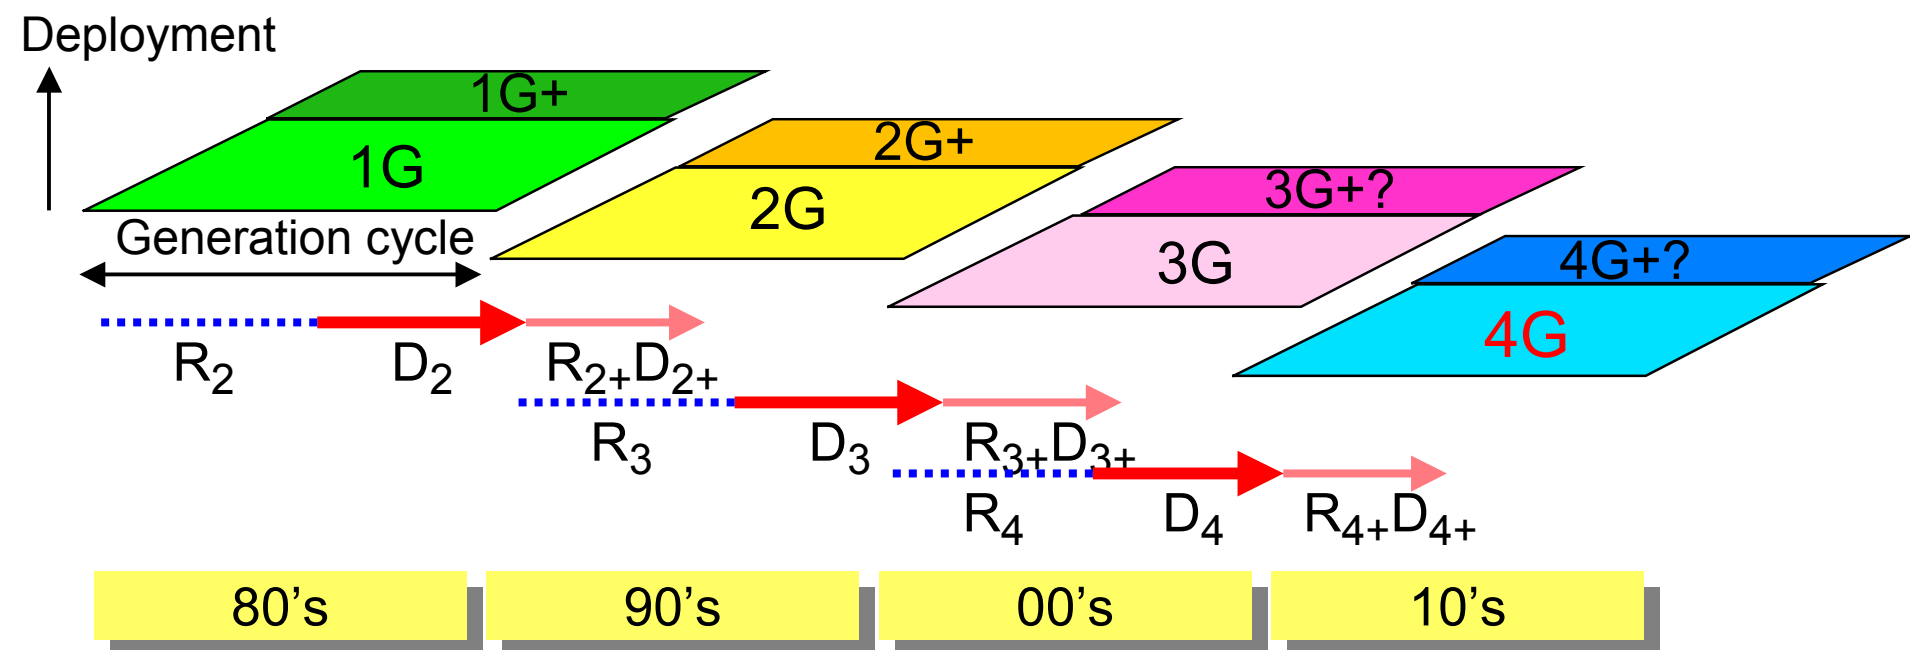 Deployment
1G+
1G
2G+
2G
3G+?
3G
4G+?
4G
Generation cycle
R2 D2 R2+D2+
R3 D3 R3+D3+
R4 D4 R4+D4+
80’s 90’s 00’s 10’s